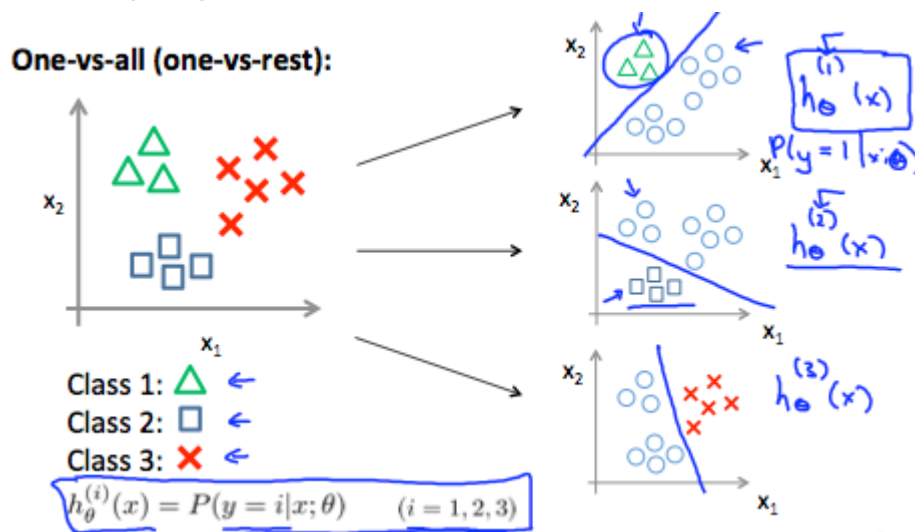 One-vs-all (one-vs-rest):
x₂
x₁
Class 1:
Class 2:
Class 3:
h_θ^(i)(x) = P(y = i|x; θ) (i = 1, 2, 3)
x₂
x₁
h_θ^(1)(x)
P(y=1|x;θ)
x₂
x₁
h_θ^(2)(x)
x₂
x₁
h_θ^(3)(x)